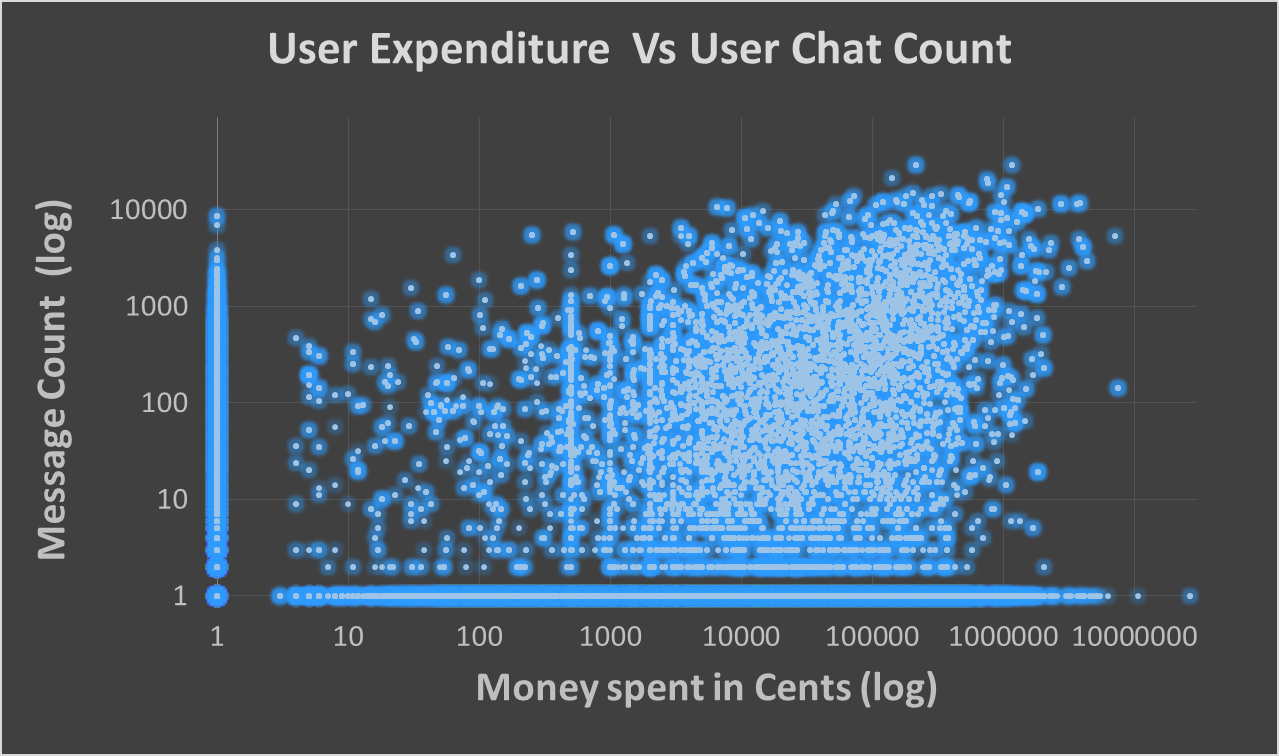 User Expenditure  Vs User Chat Count
Message Count  (log)
10000
1000
100
10
1
1 10 100 1000 10000 100000 1000000 10000000
Money spent in Cents (log)